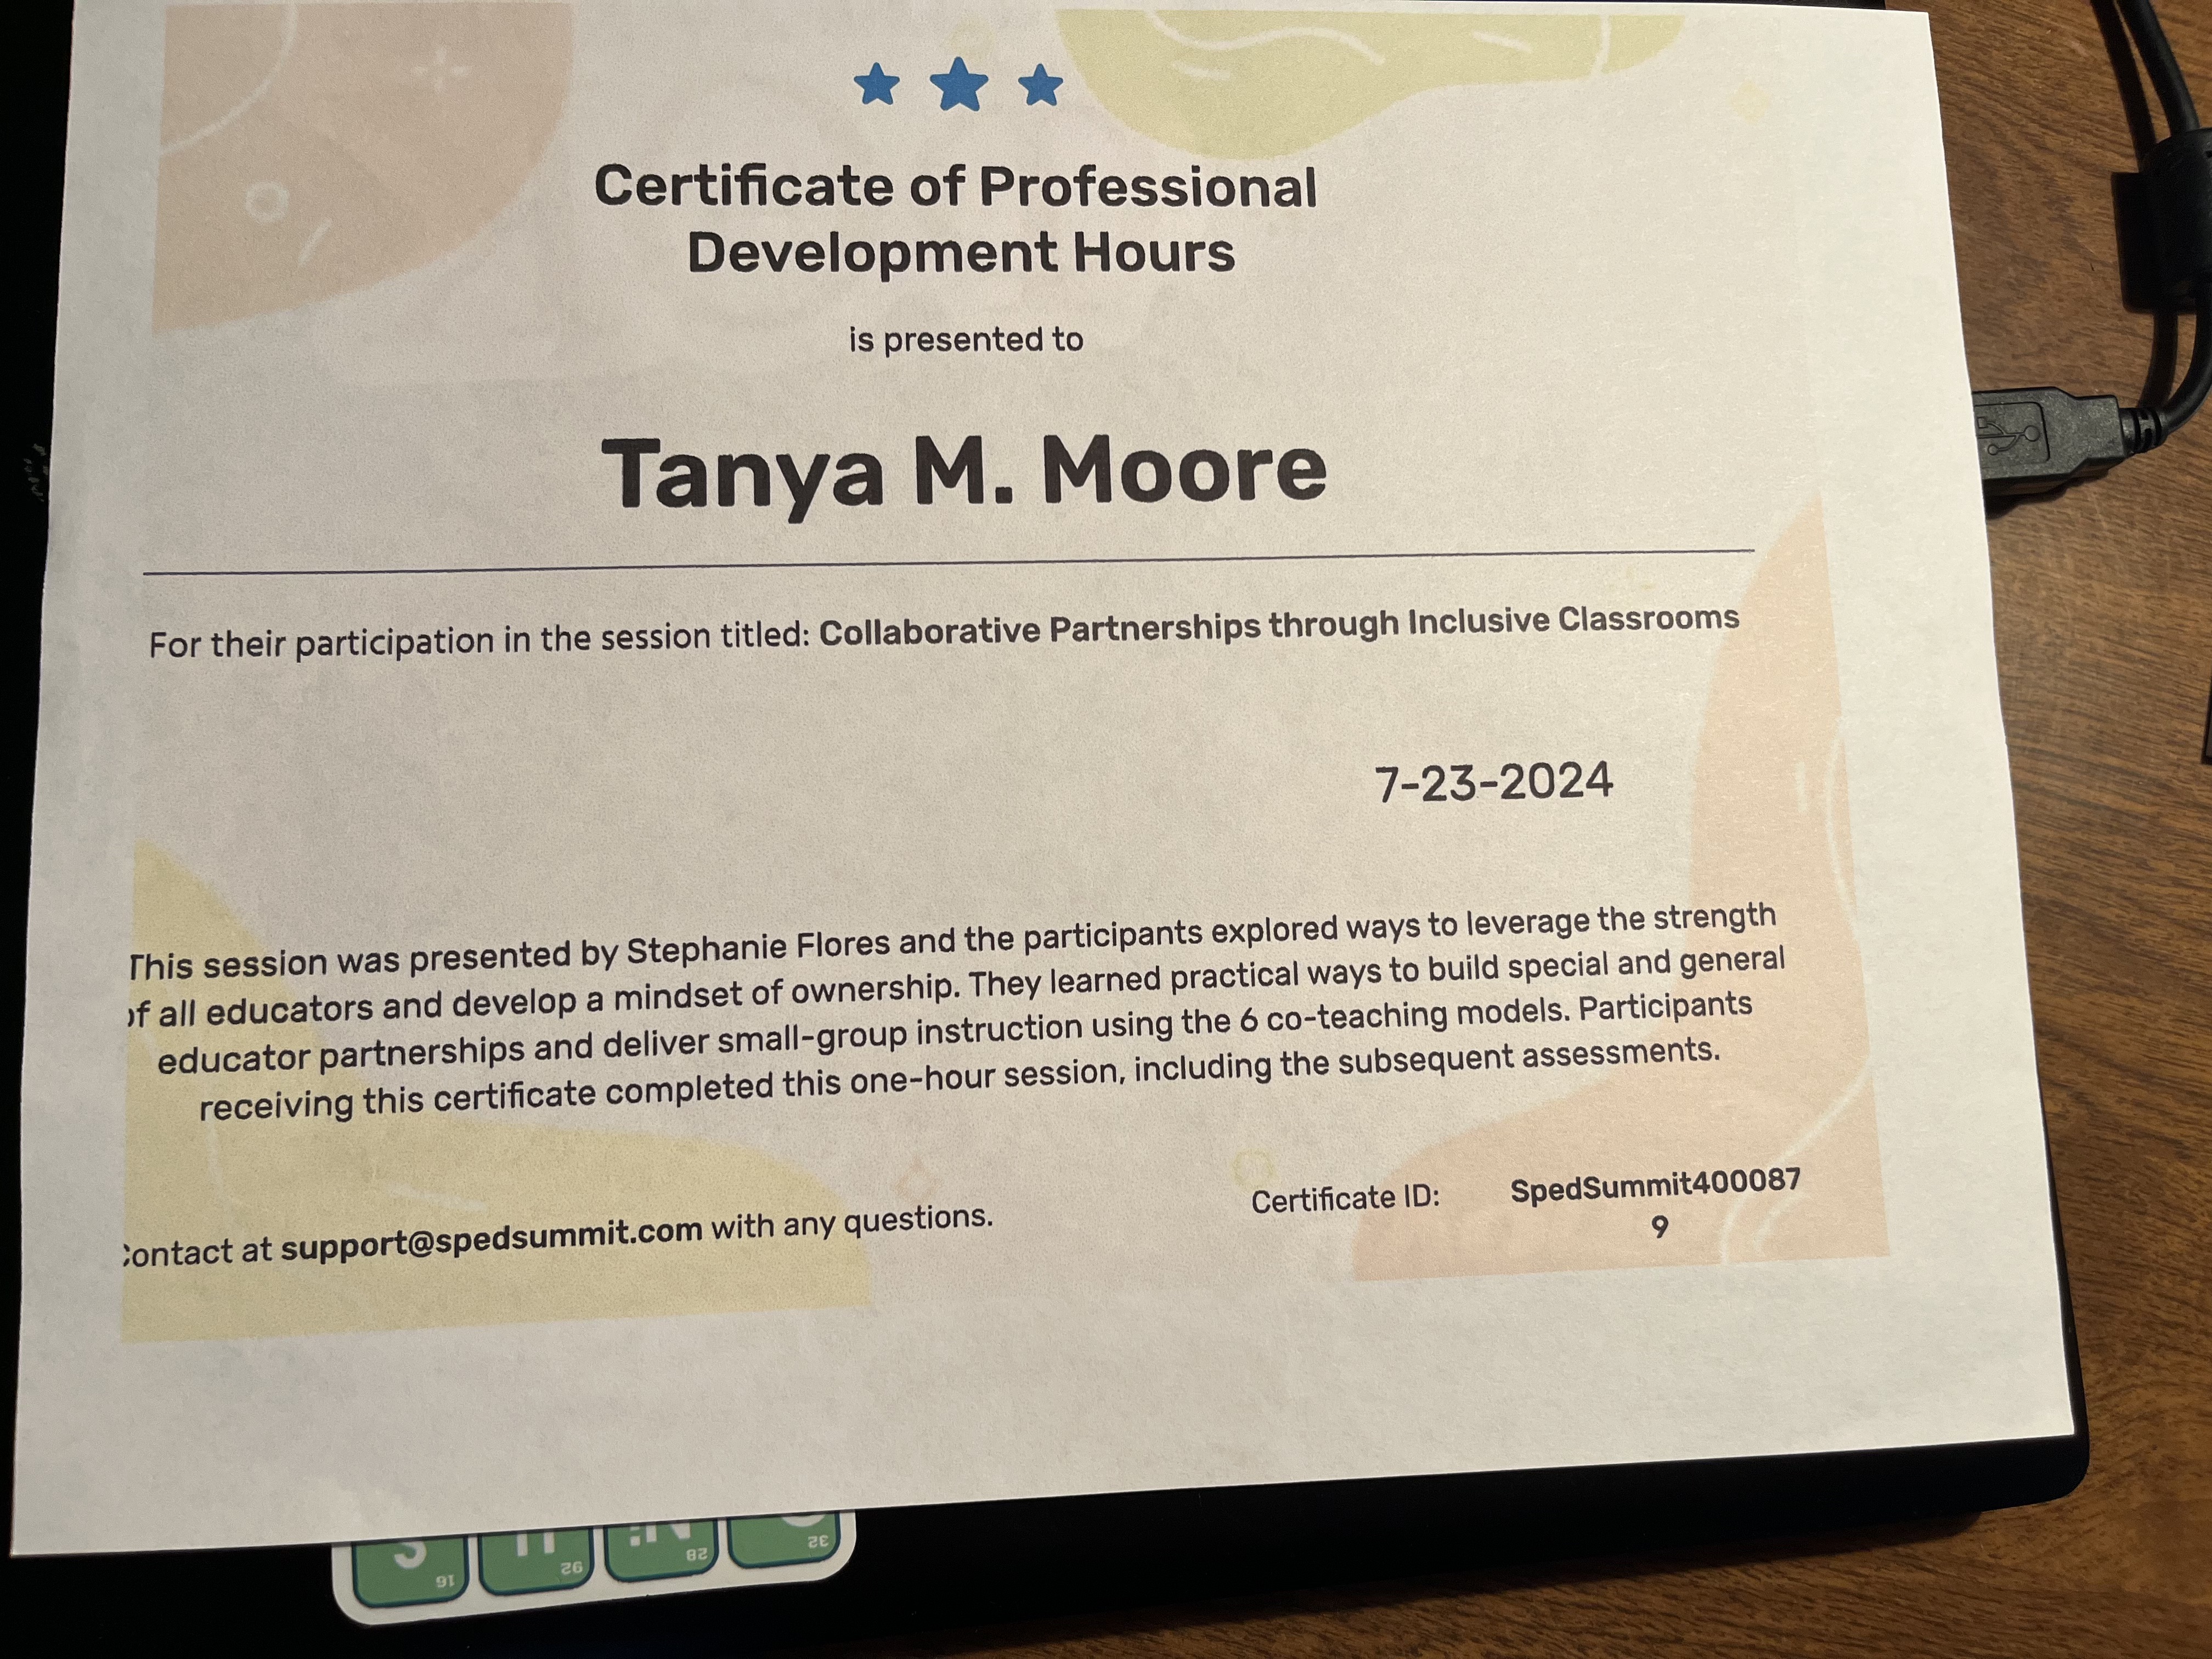 Certificate of Professional
Development Hours
is presented to
Tanya M. Moore
For their participation in the session titled: Collaborative Partnerships through Inclusive Classrooms
7-23-2024
This session was presented by Stephanie Flores and the participants explored ways to leverage the strength
of all educators and develop a mindset of ownership. They learned practical ways to build special and general
educator partnerships and deliver small-group instruction using the 6 co-teaching models. Participants
receiving this certificate completed this one-hour session, including the subsequent assessments.
Contact at support@spedsummit.com with any questions.
Certificate ID: SpedSummit400087
9
16 92 28 32